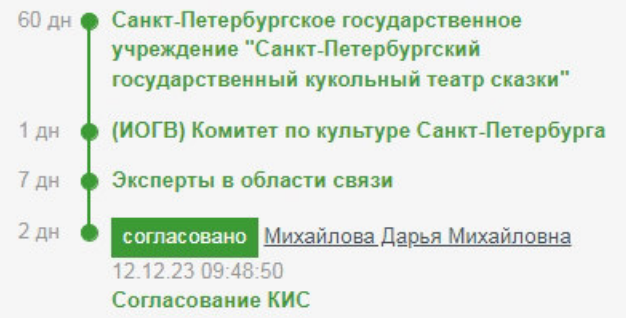 60 дн Санкт-Петербургское государственное
учреждение "Санкт-Петербургский
государственный кукольный театр сказки"
1 дн (ИОГВ) Комитет по культуре Санкт-Петербурга
7 дн Эксперты в области связи
2 дн согласовано Михайлова Дарья Михайловна
12.12.23 09:48:50
Согласование КИС